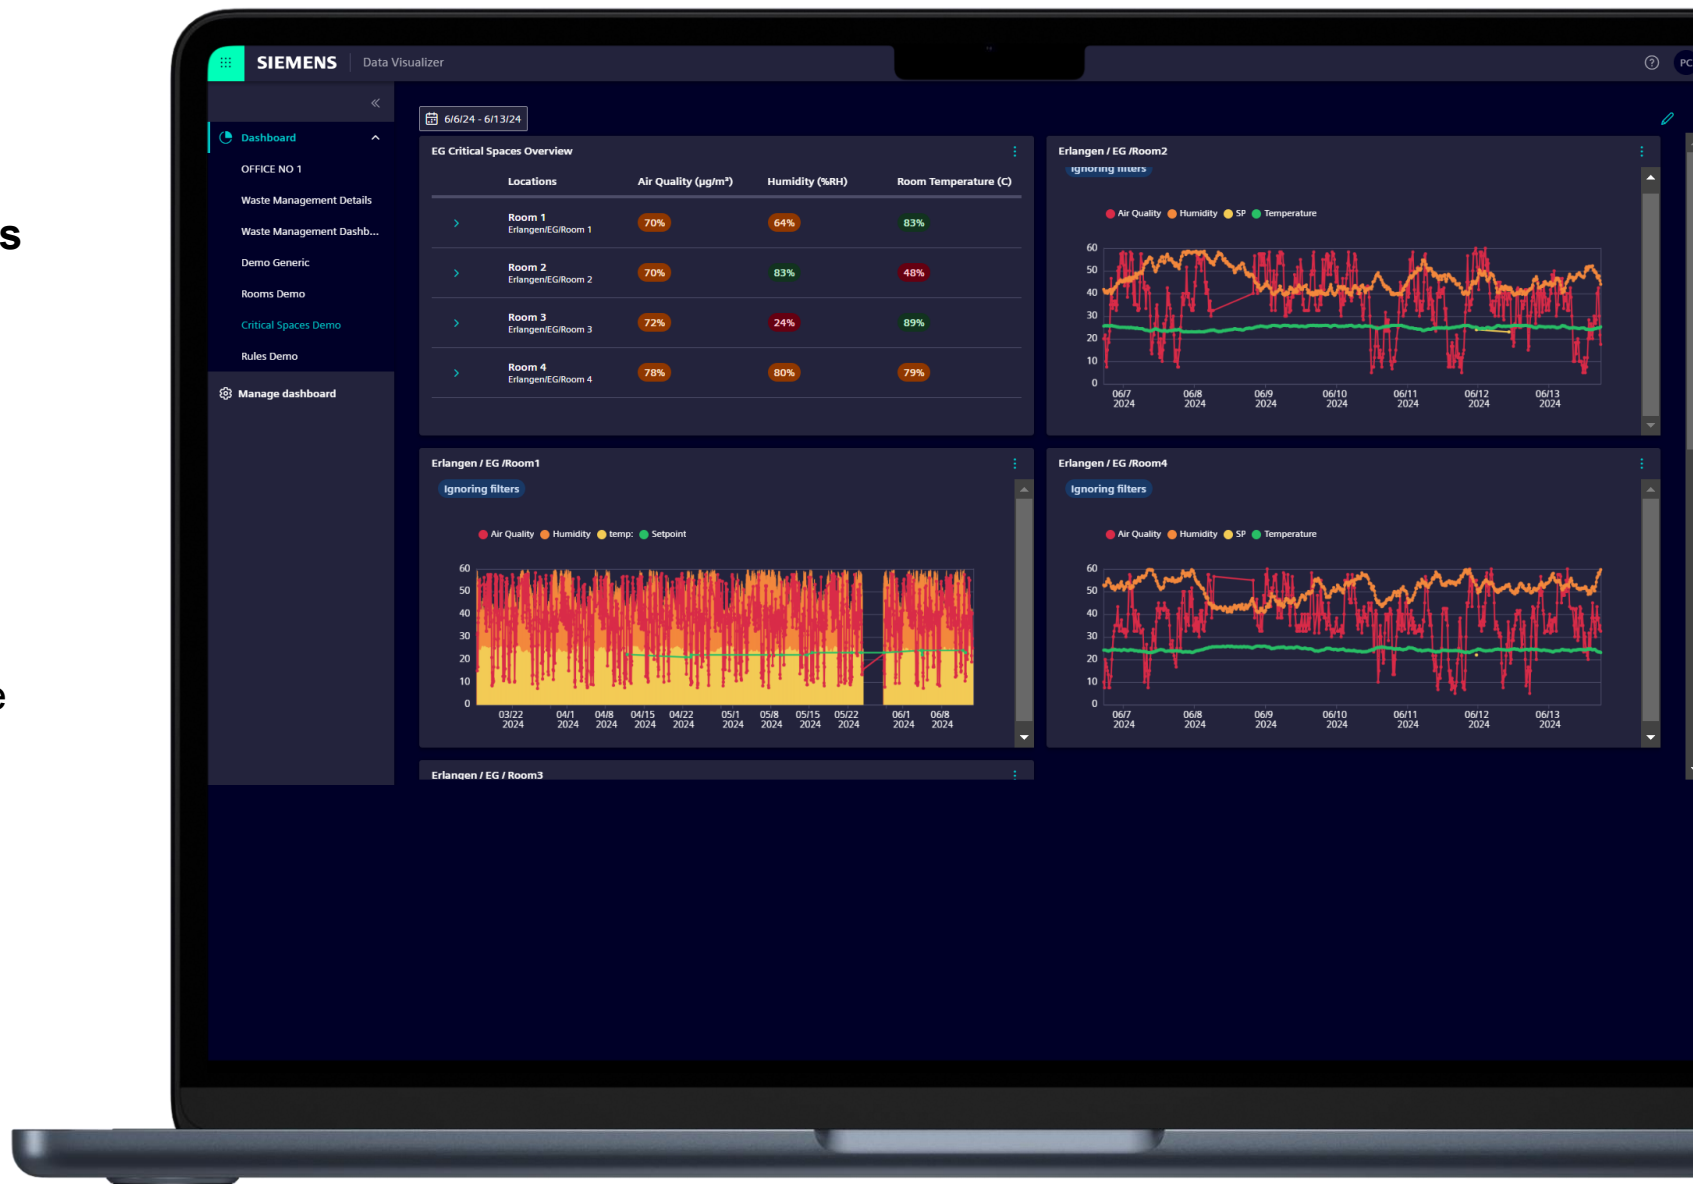 s
e
SIEMENS Data Visualizer
PC
Dashboard
OFFICE NO 1
Waste Management Details
Waste Management Dashb...
Demo Generic
Rooms Demo
Critical Spaces Demo
Rules Demo
Manage dashboard
6/6/24 - 6/13/24
EG Critical Spaces Overview
Locations Air Quality (µg/m³) Humidity (%RH) Room Temperature (C)
Room 1 70% 64% 83%
Erlangen/EG/Room 1
Room 2 70% 83% 48%
Erlangen/EG/Room 2
Room 3 72% 24% 89%
Erlangen/EG/Room 3
Room 4 78% 80% 79%
Erlangen/EG/Room 4
Erlangen / EG /Room2
Ignoring filters
Air Quality Humidity SP Temperature
60
50
40
30
20
10
0
06/7 06/8 06/9 06/10 06/11 06/12 06/13
2024 2024 2024 2024 2024 2024 2024
Erlangen / EG /Room1
Ignoring filters
Air Quality Humidity temp: Setpoint
60
50
40
30
20
10
0
03/22 04/1 04/8 04/15 04/22 05/1 05/8 05/15 05/22 06/1 06/8
2024 2024 2024 2024 2024 2024 2024 2024 2024 2024 2024
Erlangen / EG /Room4
Ignoring filters
Air Quality Humidity SP Temperature
60
50
40
30
20
10
0
06/7 06/8 06/9 06/10 06/11 06/12 06/13
2024 2024 2024 2024 2024 2024 2024
Erlangen / EG / Room3